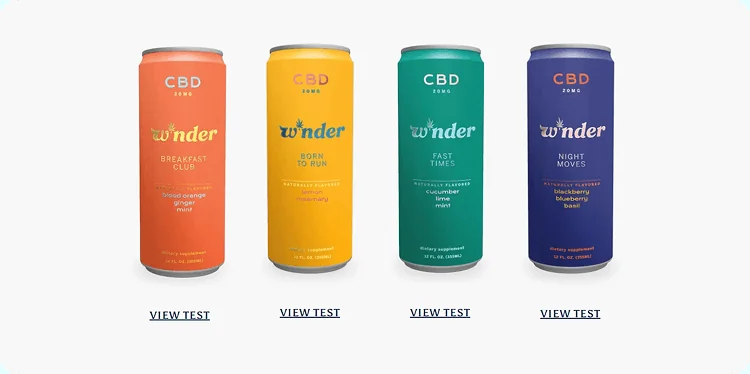 CBD
20MG
w*nder
BREAKFAST
CLUB
NATURALLY FLAVORED
blood orange
ginger
mint
dietary supplement
12 FL. OZ. (355ML)
VIEW TEST
CBD
20MG
w*nder
BORN
TO RUN
NATURALLY FLAVORED
lemon
rosemary
dietary supplement
12 FL. OZ. (355ML)
VIEW TEST
CBD
20MG
w*nder
FAST
TIMES
NATURALLY FLAVORED
cucumber
lime
mint
dietary supplement
12 FL. OZ. (355ML)
VIEW TEST
CBD
20MG
w*nder
NIGHT
MOVES
NATURALLY FLAVORED
blackberry
blueberry
basil
dietary supplement
12 FL. OZ. (355ML)
VIEW TEST